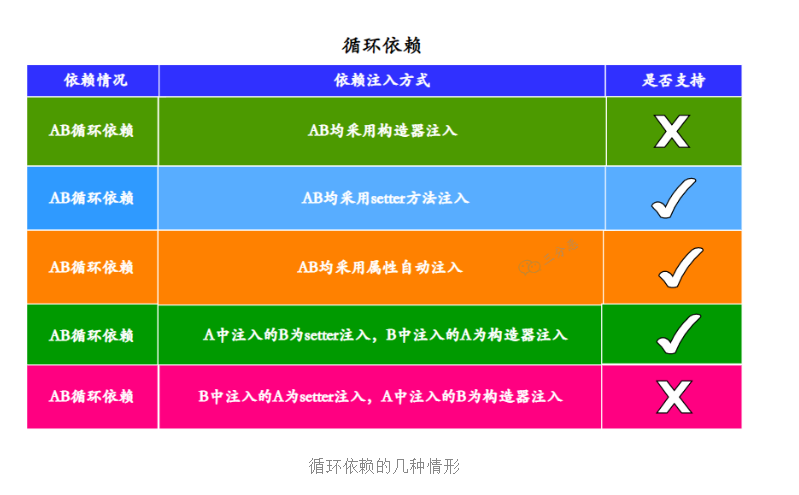 循环依赖
依赖情况 依赖注入方式 是否支持
AB循环依赖 AB均采用构造器注入
AB循环依赖 AB均采用setter方法注入
AB循环依赖 AB均采用属性自动注入
AB循环依赖 A中注入的B为setter注入，B中注入的A为构造器注入
AB循环依赖 B中注入的A为setter注入，A中注入的B为构造器注入
循环依赖的几种情形